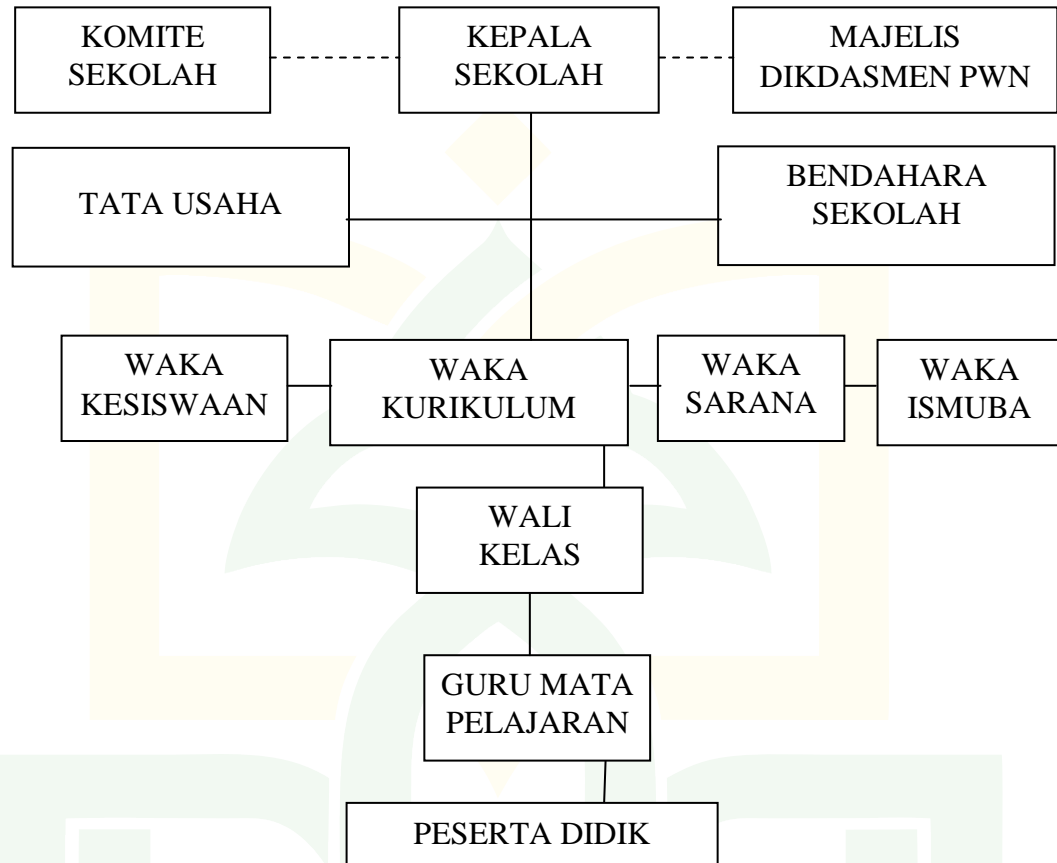 KOMITE
SEKOLAH
KEPALA
SEKOLAH
MAJELIS
DIKDASMEN PWN
TATA USAHA
BENDAHARA
SEKOLAH
WAKA
KESISWAAN
WAKA
KURIKULUM
WAKA
SARANA
WAKA
ISMUBA
WALI
KELAS
GURU MATA
PELAJARAN
PESERTA DIDIK